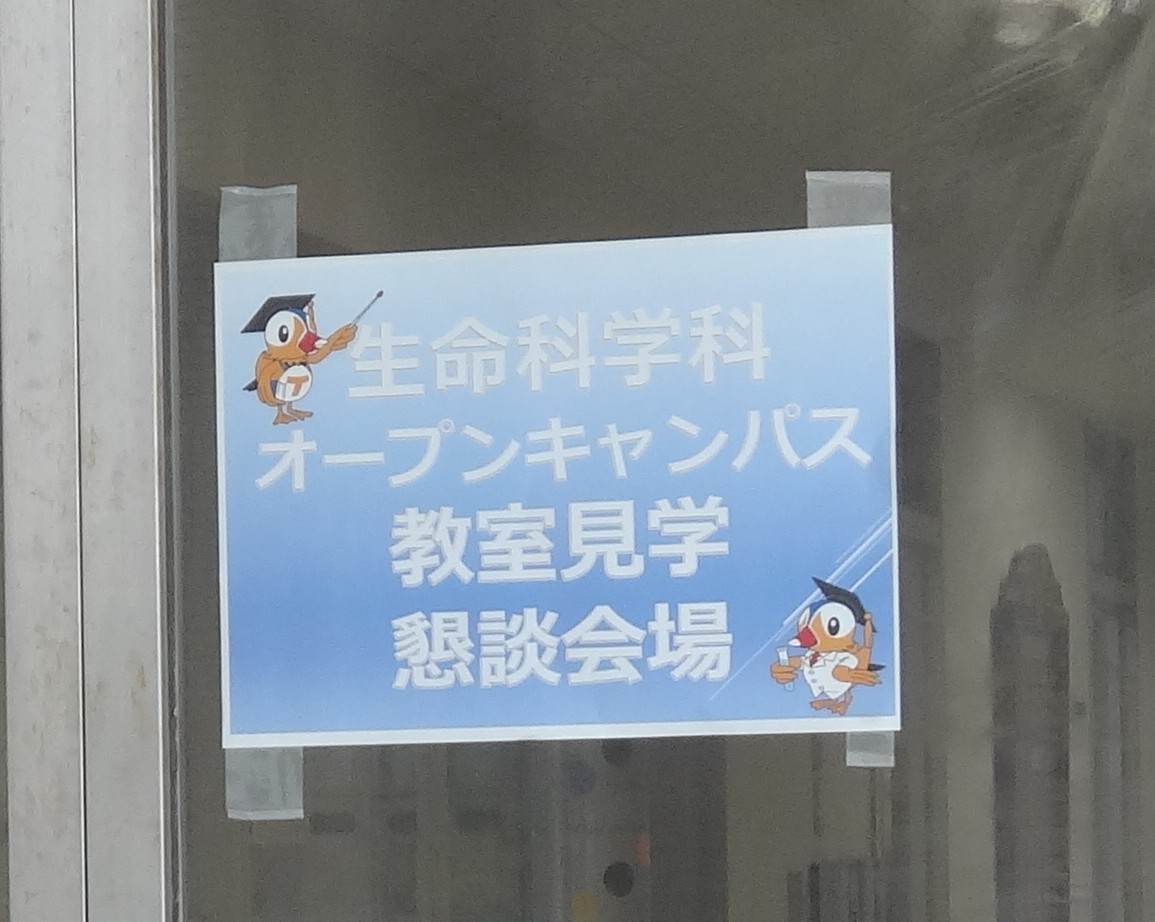 生命科学科
オープンキャンパス
教室見学
懇談会場
T